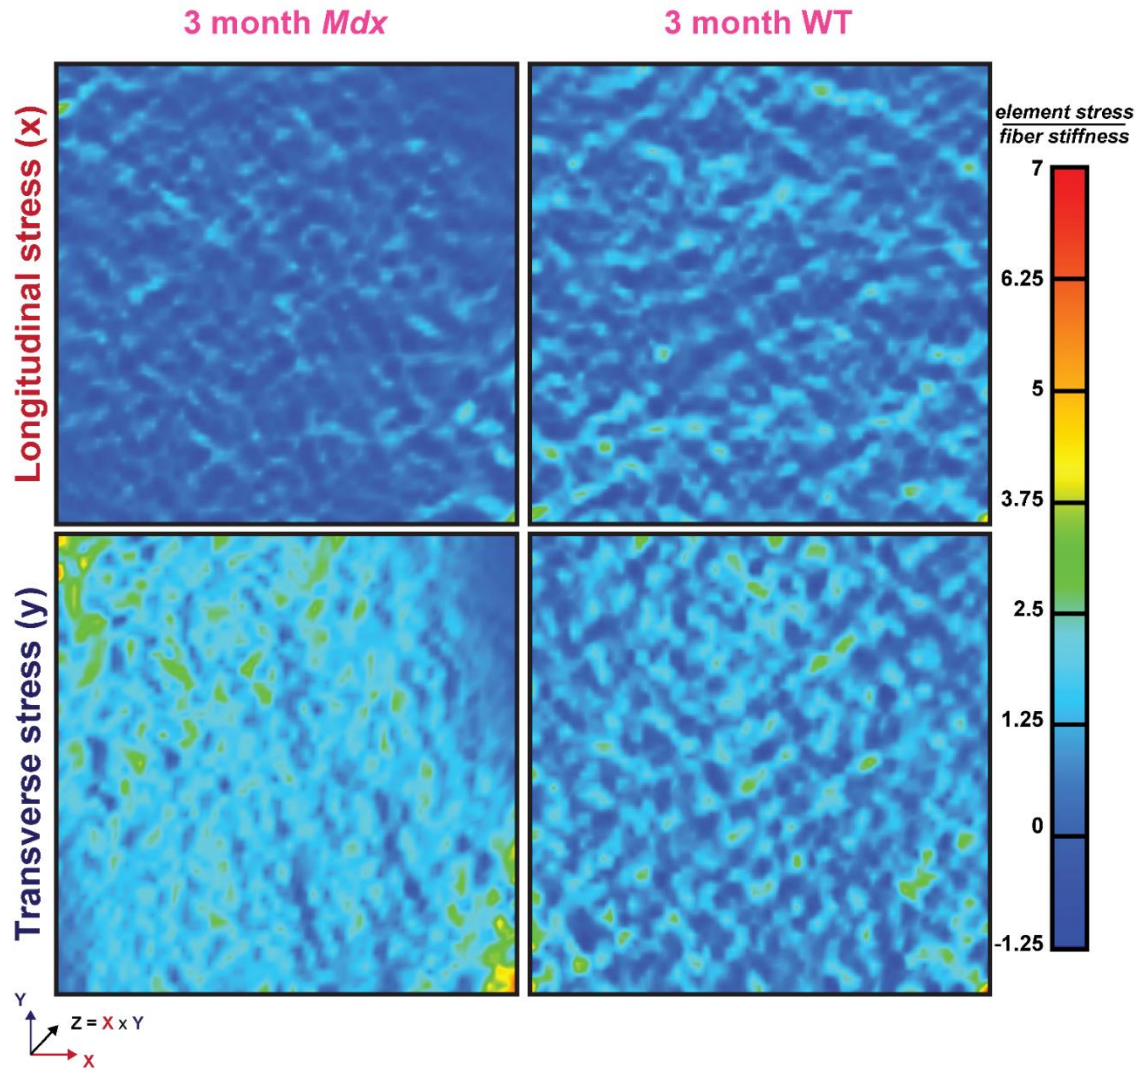 3 month Mdx
3 month WT
Longitudinal stress (x)
element stress
fiber stiffness
7
6.25
5
3.75
2.5
1.25
0
-1.25
Transverse stress (y)
Y
Z = X x Y
X